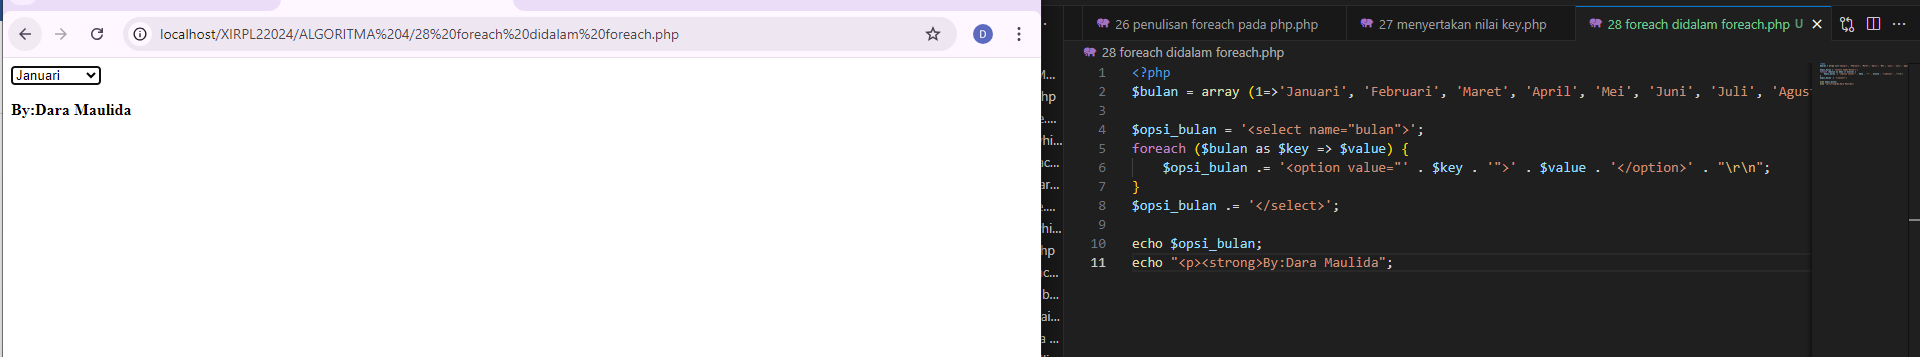 localhost/XIRPL22024/ALGORITMA%204/28%20foreach%20didalam%20foreach.php
D
Januari
By:Dara Maulida
26 penulisan foreach pada php.php
27 menyertakan nilai key.php
28 foreach didalam foreach.php U
28 foreach didalam foreach.php
1 <?php
2 $bulan = array (1=>'Januari', 'Februari', 'Maret', 'April', 'Mei', 'Juni', 'Juli', 'Agust
3
4 $opsi_bulan = '<select name="bulan">';
5 foreach ($bulan as $key => $value) {
6 $opsi_bulan .= '<option value="' . $key . '">' . $value . '</option>' . "\r\n";
7 }
8 $opsi_bulan .= '</select>';
9
10 echo $opsi_bulan;
11 echo "<p><strong>By:Dara Maulida";